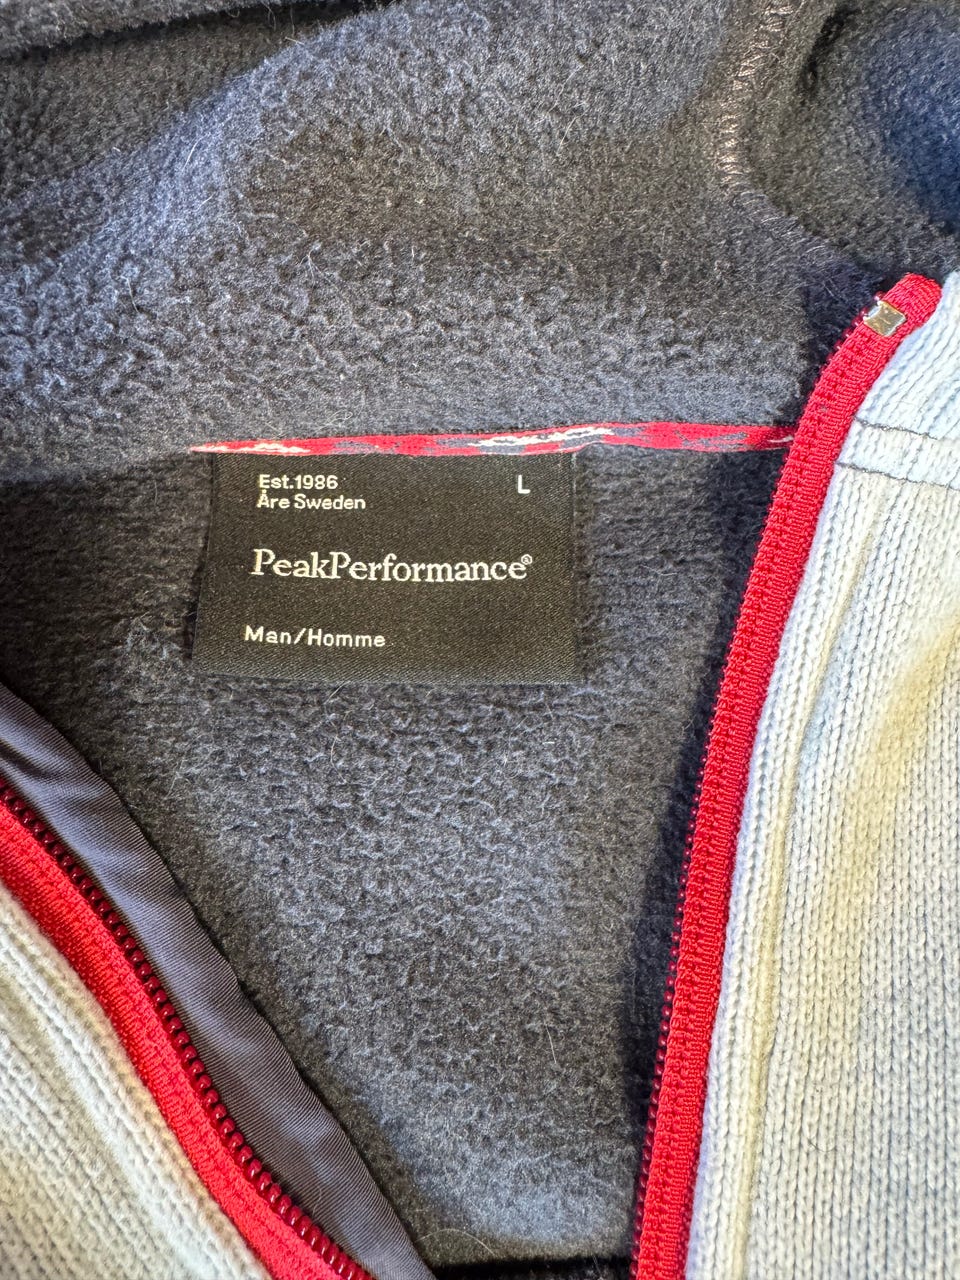 Est.1986 L
Åre Sweden
PeakPerformance®
Man/Homme